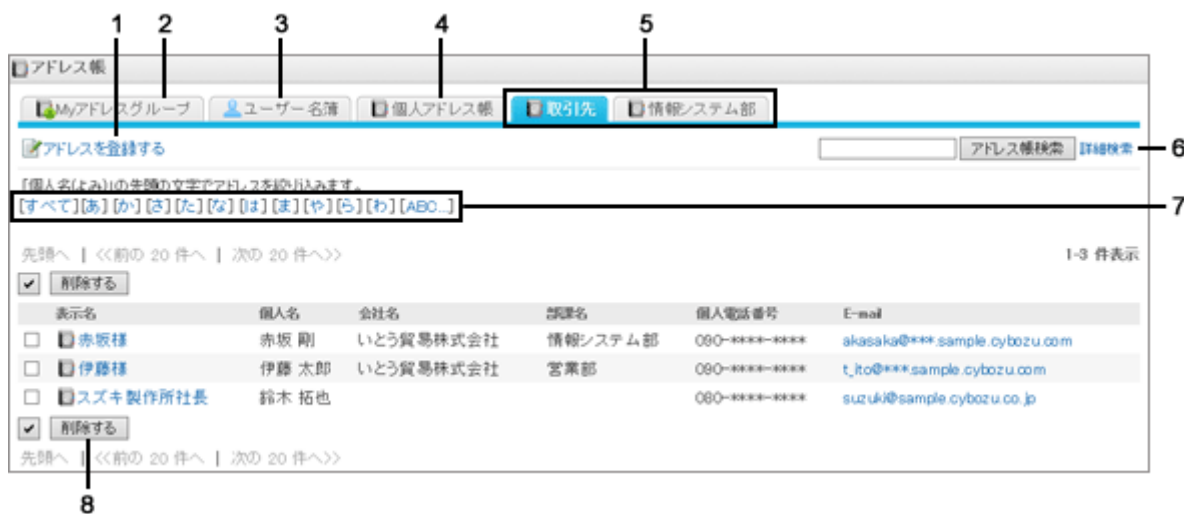 1 2 3 4 5
アドレス帳
Myアドレスグループ ユーザー名簿 個人アドレス帳 取引先 情報システム部
アドレスを登録する アドレス帳検索 詳細検索 6
「個人名(よみ)」の先頭の文字でアドレスを絞り込みます。
[すべて][あ][か][さ][た][な][は][ま][や][ら][わ][ABC...] 7
先頭へ | <<前の 20 件へ | 次の 20 件へ>> 1-3 件表示
削除する
表示名 個人名 会社名 部課名 個人電話番号 E-mail
赤坂様 赤坂 剛 いとう貿易株式会社 情報システム部 090-****-**** akasaka@***.sample.cybozu.com
伊藤様 伊藤 太郎 いとう貿易株式会社 営業部 090-****-**** t_ito@***.sample.cybozu.com
スズキ製作所社長 鈴木 拓也 080-****-**** suzuki@sample.cybozu.co.jp
削除する
先頭へ | <<前の 20 件へ | 次の 20 件へ>>
8